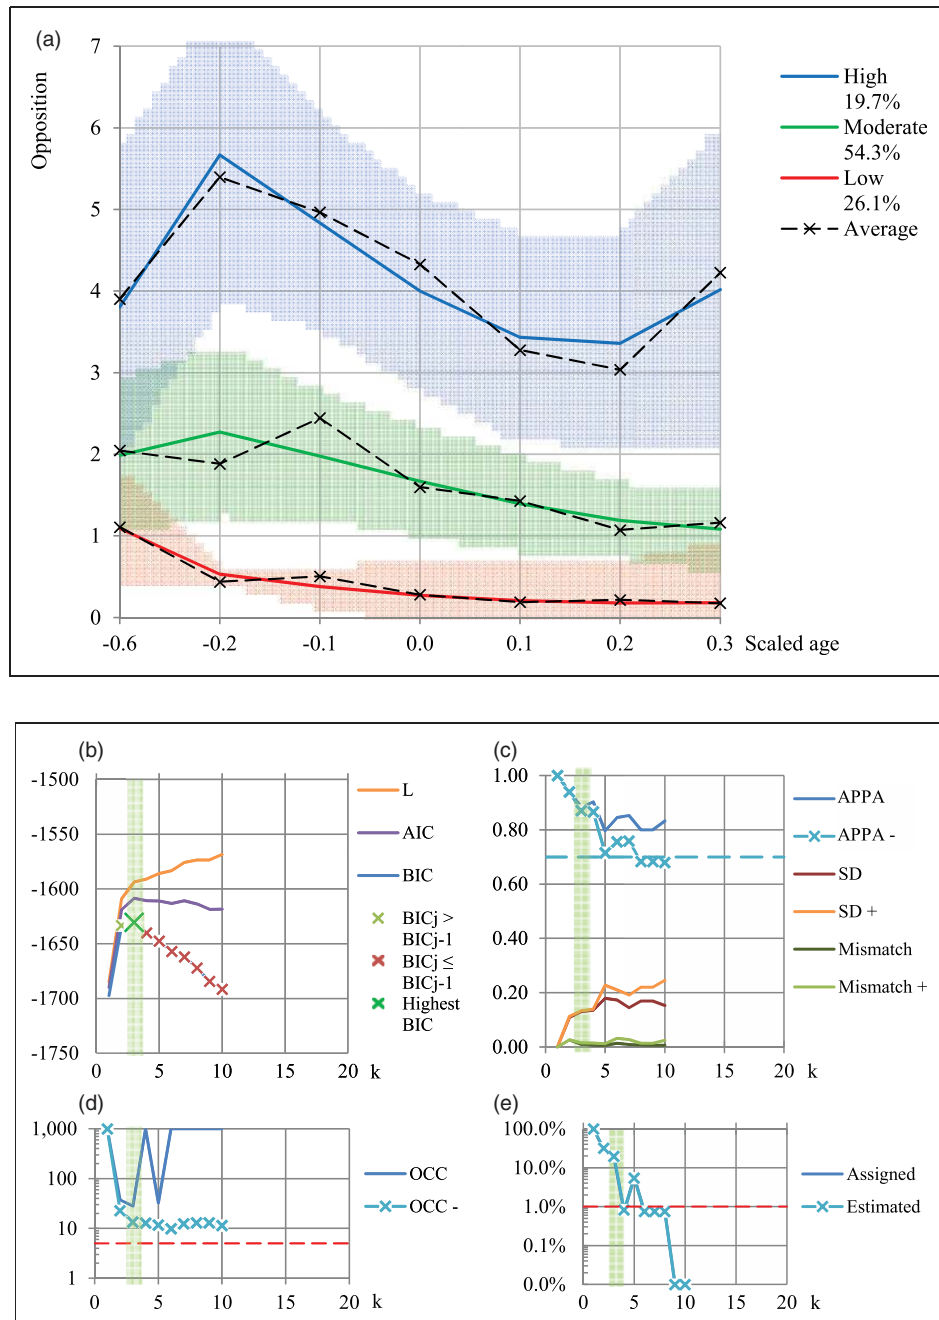 (a)
7
6
5
4
3
2
1
0
Opposition
-0.6 -0.2 -0.1 0.0 0.1 0.2 0.3 Scaled age
High
19.7%
Moderate
54.3%
Low
26.1%
Average
(b)
-1500
-1550
-1600
-1650
-1700
-1750
0 5 10 15 20 k
L
AIC
BIC
BICj >
BICj-1
BICj ≤
BICj-1
Highest
BIC
(c)
1.00
0.80
0.60
0.40
0.20
0.00
0 5 10 15 20 k
APPA
APPA -
SD
SD +
Mismatch
Mismatch +
(d)
1,000
100
10
1
0 5 10 15 20 k
OCC
OCC -
(e)
100.0%
10.0%
1.0%
0.1%
0.0%
0 5 10 15 20 k
Assigned
Estimated